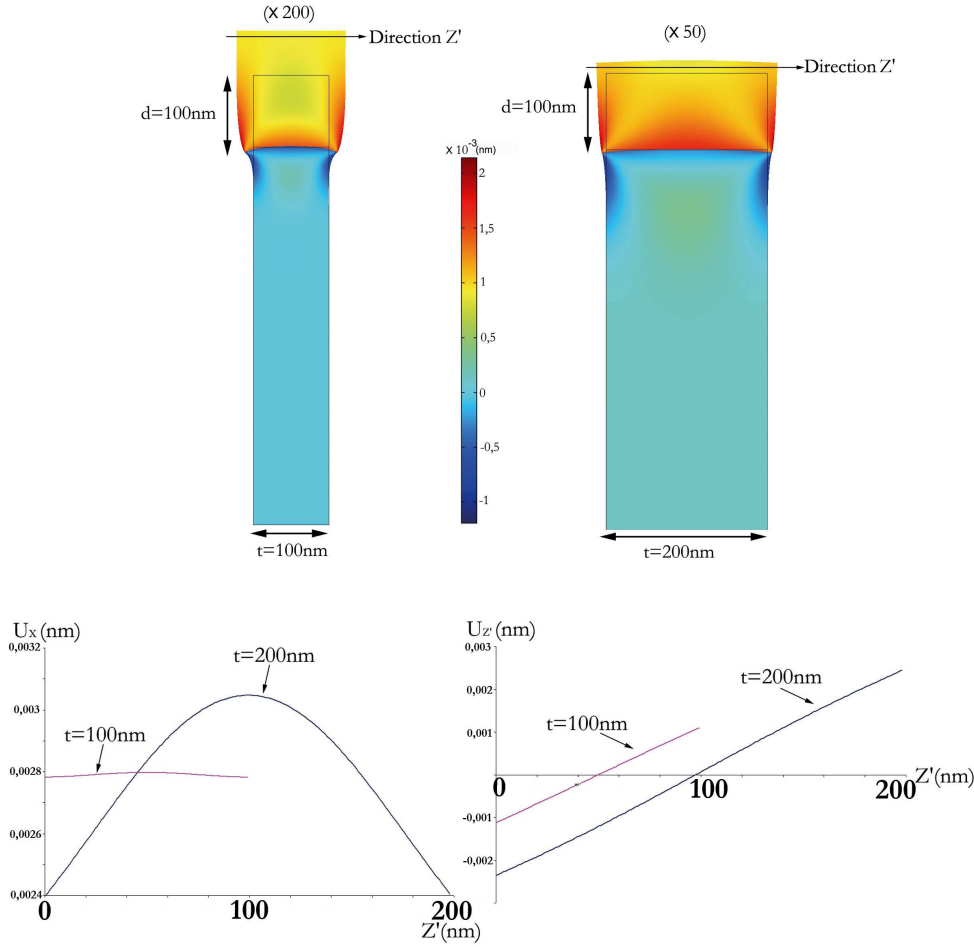 (x 200)
Direction Z'
d=100nm
t=100nm
x 10⁻³(nm)
2
1,5
1
0,5
0
-0,5
-1
(x 50)
Direction Z'
d=100nm
t=200nm
Ux(nm)
0,0032
0,003
0,0028
0,0026
0,0024
t=200nm
t=100nm
0
100
200
Z'(nm)
UZ'(nm)
0,003
0,002
0,001
-0,001
-0,002
t=200nm
t=100nm
0
100
200
Z'(nm)